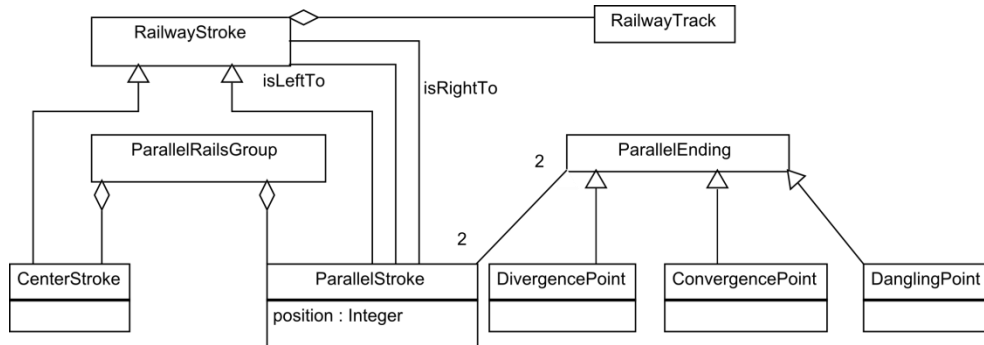 RailwayStroke
RailwayTrack
isLeftTo
isRightTo
ParallelRailsGroup
ParallelEnding
2
2
CenterStroke
ParallelStroke
DivergencePoint
ConvergencePoint
DanglingPoint
position : Integer